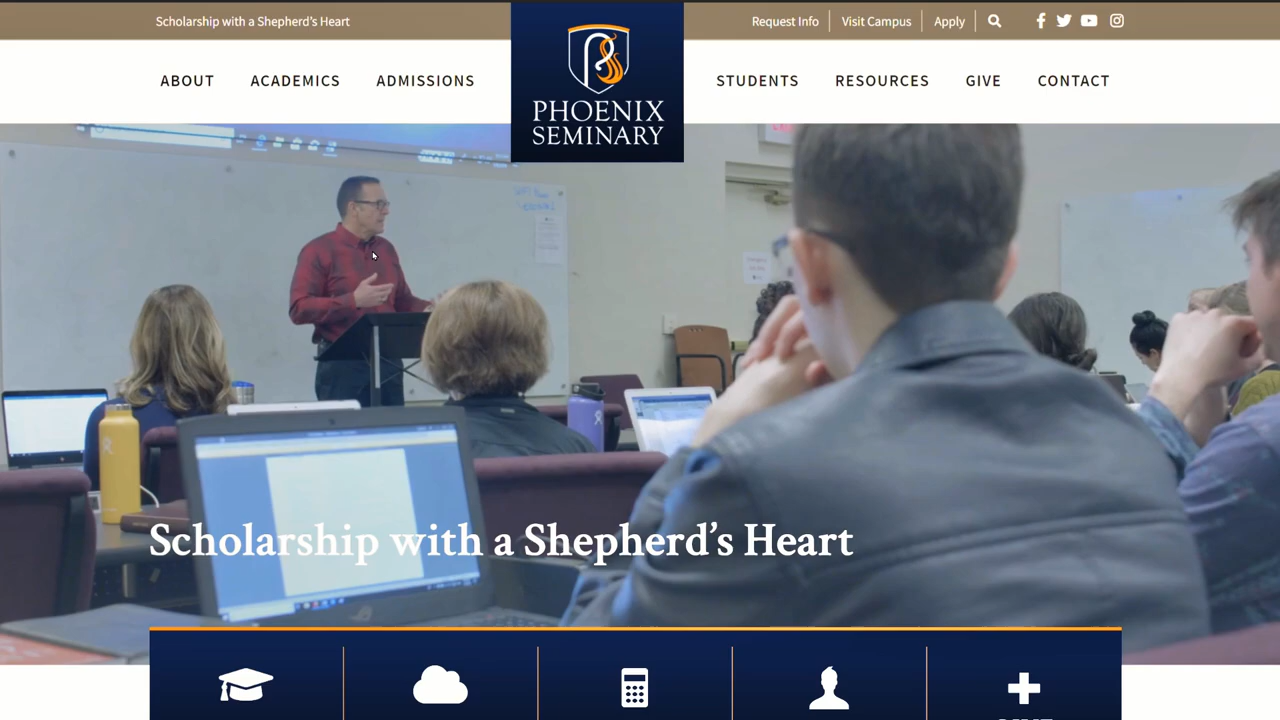 Scholarship with a Shepherd's Heart
Request Info
Visit Campus
Apply
ABOUT
ACADEMICS
ADMISSIONS
PHOENIX
SEMINARY
STUDENTS
RESOURCES
GIVE
CONTACT
Scholarship with a Shepherd's Heart